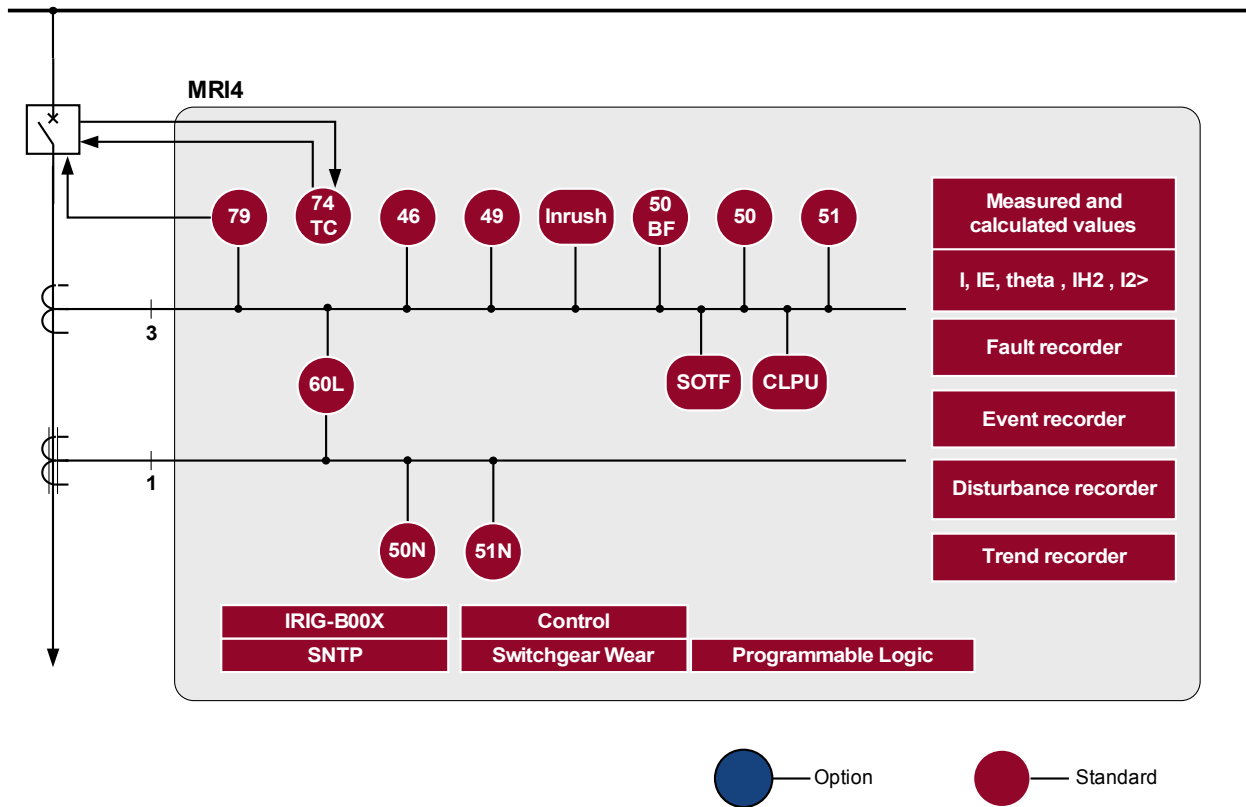 MRI4
79
74
TC
46
49
Inrush
50
BF
50
51
Measured and
calculated values
I, IE, theta , IH2 , I2>
3
Fault recorder
60L
SOTF
CLPU
Event recorder
1
Disturbance recorder
50N
51N
Trend recorder
IRIG-B00X
Control
SNTP
Switchgear Wear
Programmable Logic
Option
Standard